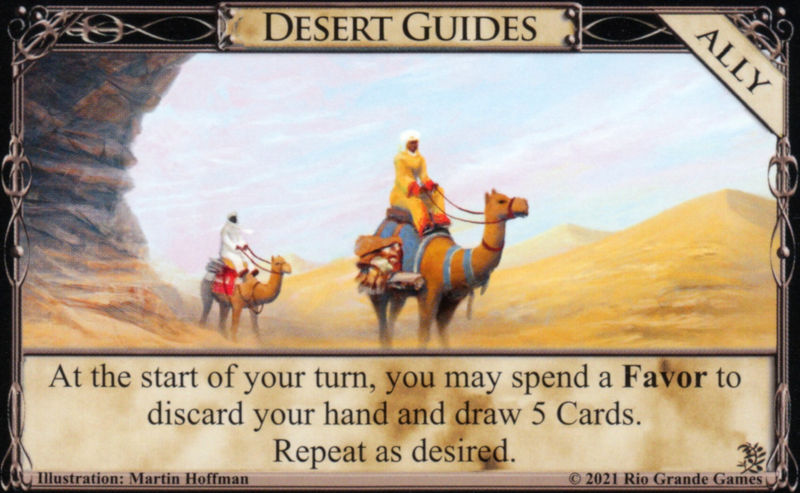 DESERT GUIDES
ALLY
At the start of your turn, you may spend a Favor to
discard your hand and draw 5 Cards.
Repeat as desired.
Illustration: Martin Hoffman
© 2021 Rio Grande Games